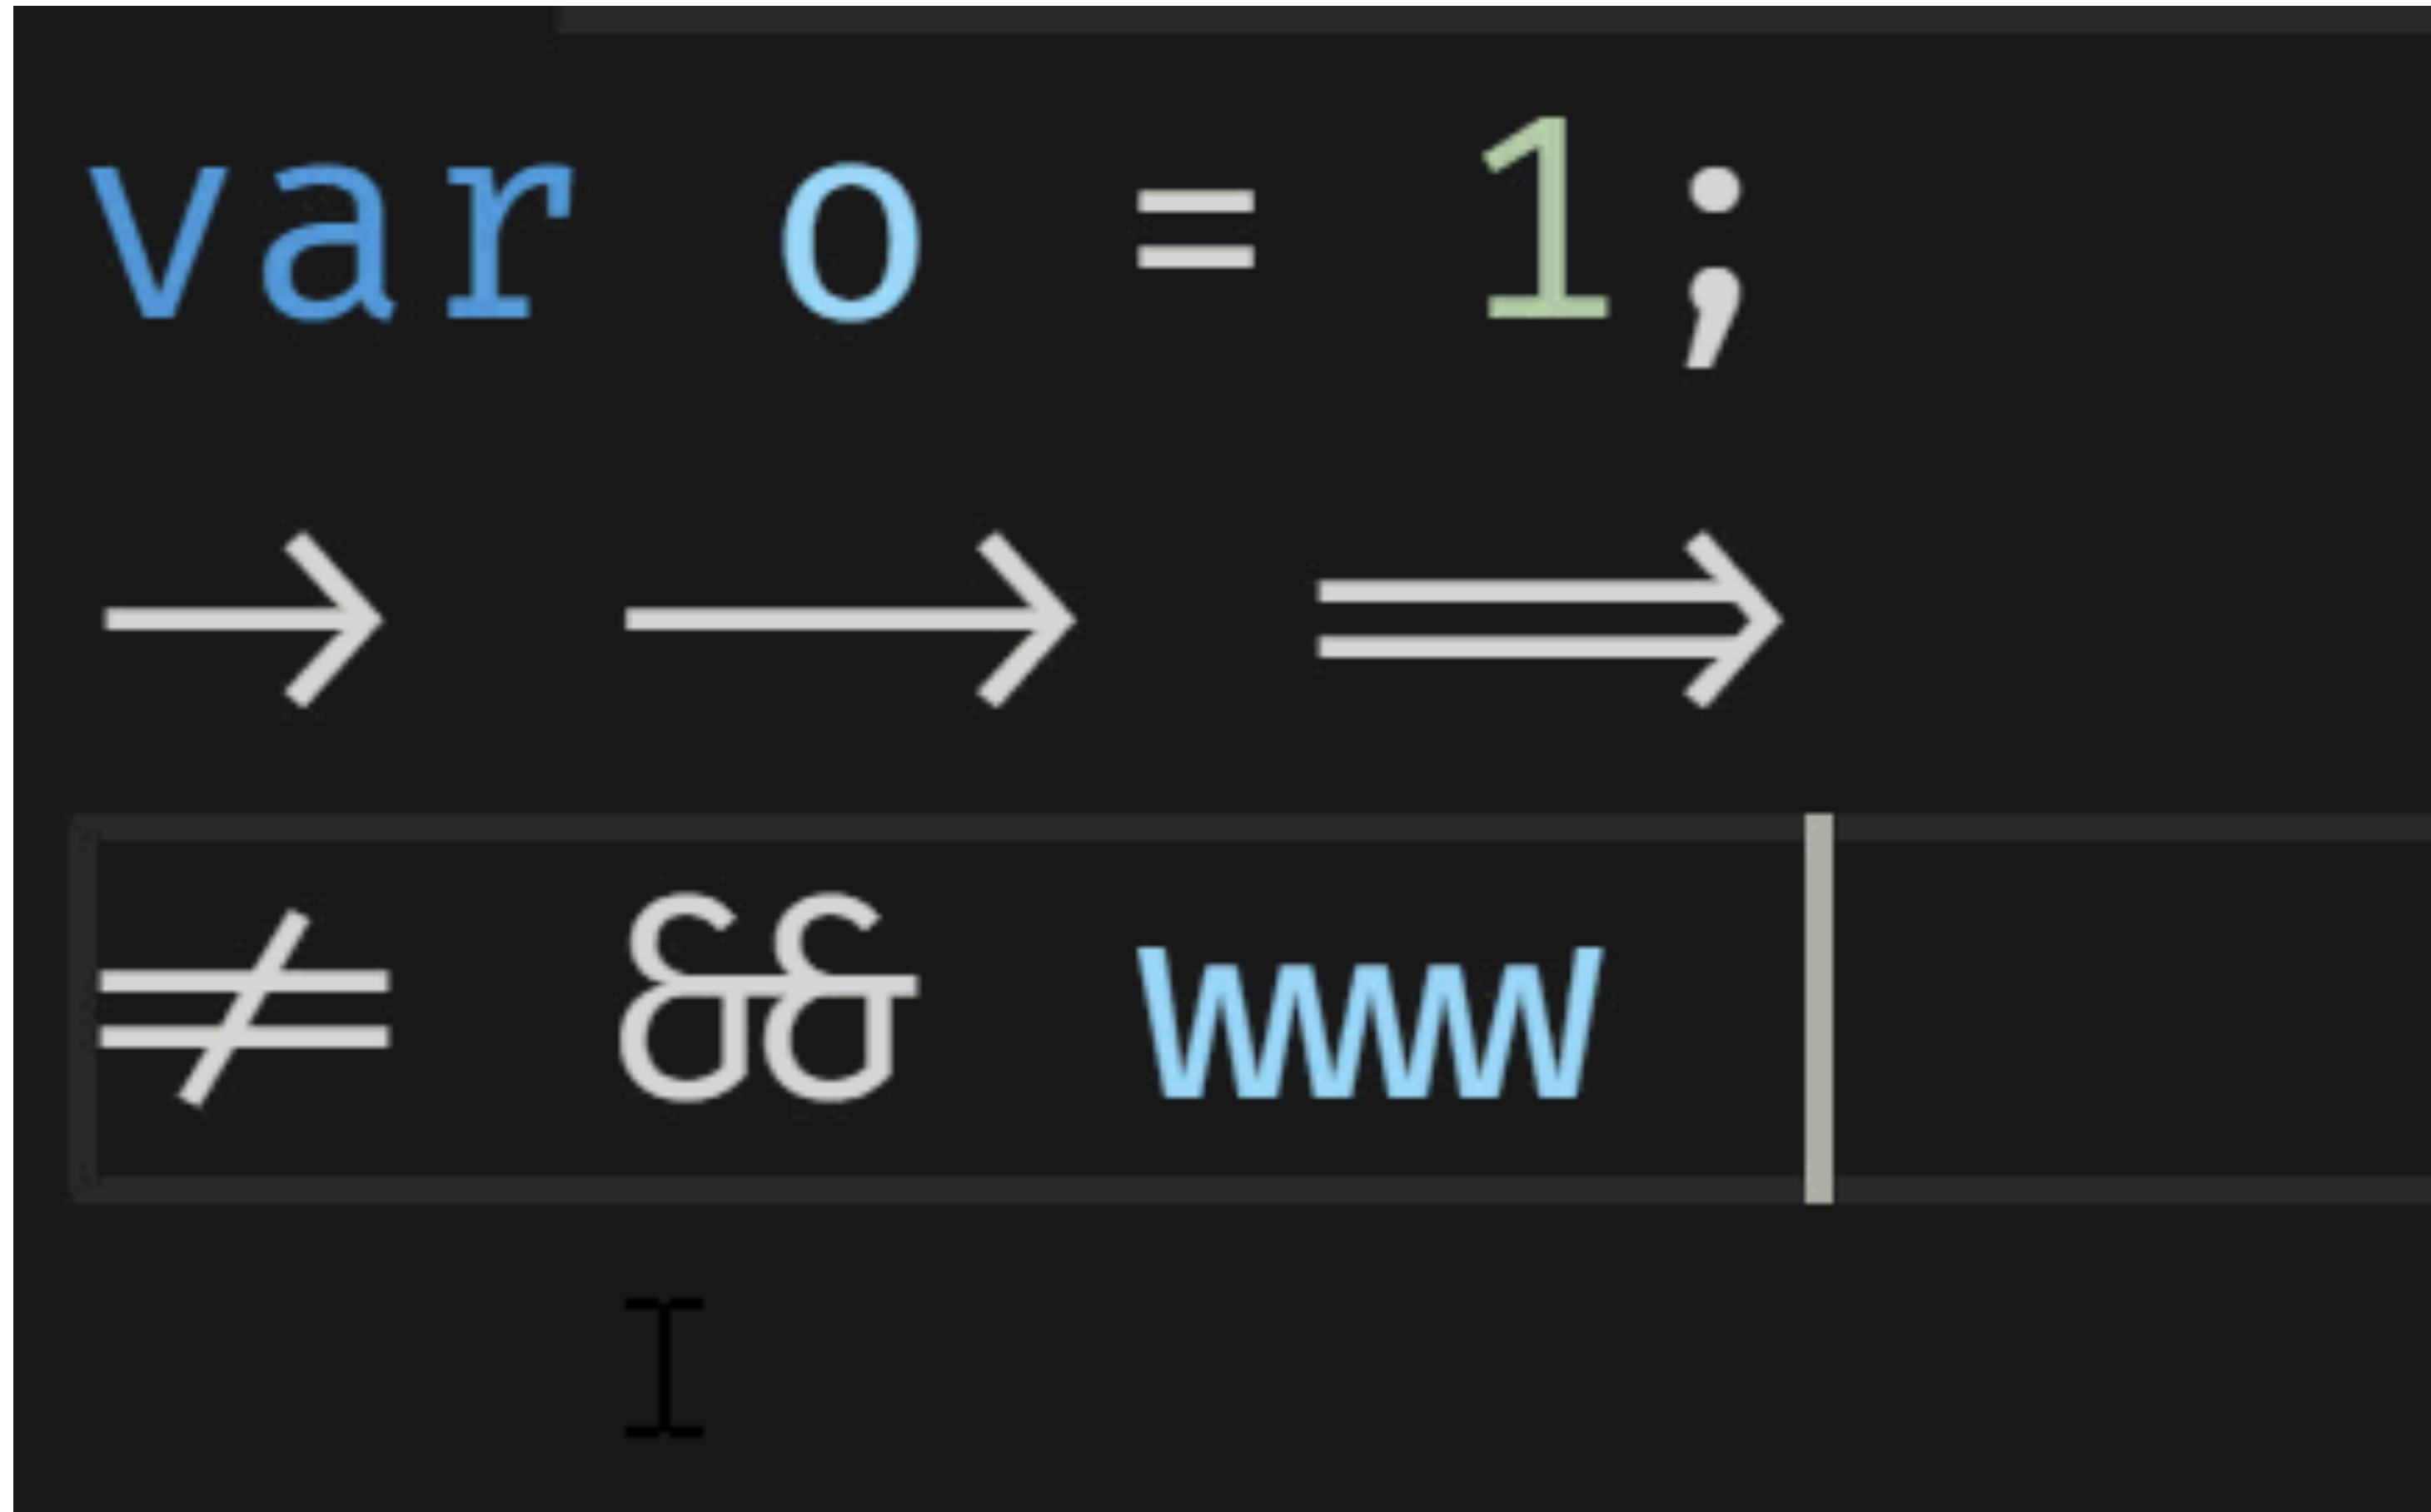 var o = 1;
→ ⟶ ⟹
≠ && www